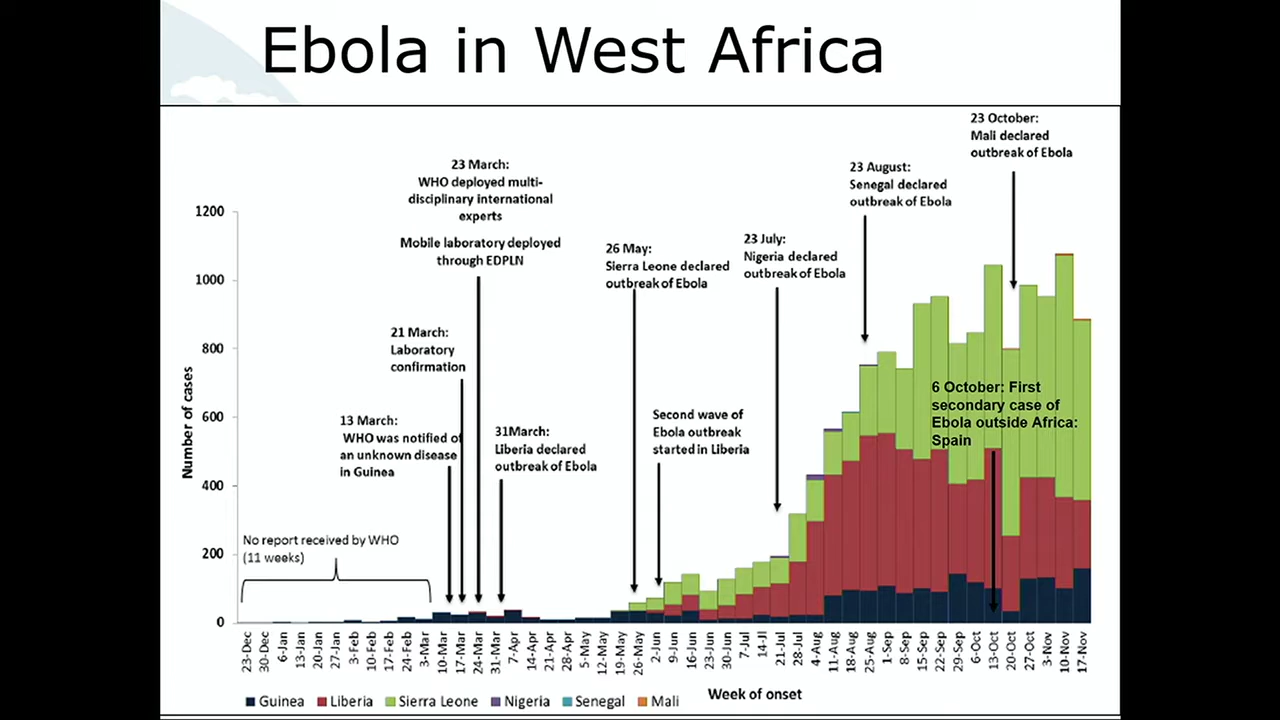 Ebola in West Africa
23 October:
Mali declared
outbreak of Ebola
23 March:
WHO deployed multi-
disciplinary international
experts
Mobile laboratory deployed
through EDPLN
23 August:
Senegal declared
outbreak of Ebola
26 May:
Sierra Leone declared
outbreak of Ebola
23 July:
Nigeria declared
outbreak of Ebola
21 March:
Laboratory
confirmation
13 March:
WHO was notified of
an unknown disease
in Guinea
31March:
Liberia declared
outbreak of Ebola
Second wave of
Ebola outbreak
started in Liberia
6 October: First
secondary case of
Ebola outside Africa:
Spain
No report received by WHO
(11 weeks)
Number of cases
1200
1000
800
600
400
200
0
23-Dec
30-Dec
6-Jan
13-Jan
20-Jan
27-Jan
3-Feb
10-Feb
17-Feb
24-Feb
3-Mar
10-Mar
17-Mar
24-Mar
31-Mar
7-Apr
14-Apr
21-Apr
28-Apr
5-May
12-May
19-May
26-May
2-Jun
9-Jun
16-Jun
23-Jun
30-Jun
7-Jul
14-Jl
21-Jul
28-Jul
4-Aug
11-Aug
18-Aug
25-Aug
1-Sep
8-Sep
15-Sep
22-Sep
29-Sep
6-Oct
13-Oct
20-Oct
27-Oct
3-Nov
10-Nov
17-Nov
Week of onset
Guinea
Liberia
Sierra Leone
Nigeria
Senegal
Mali